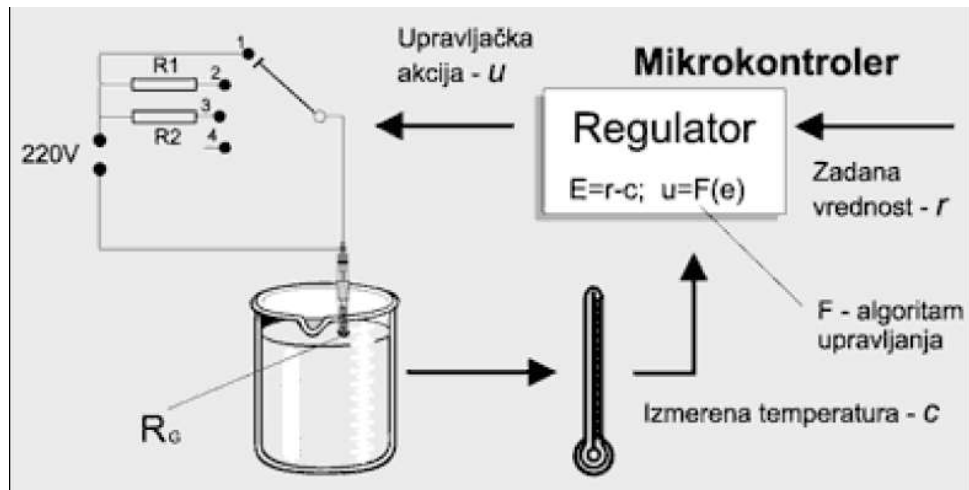 1
R1
2
3
R2
4
220V
Upravljačka
akcija - u
Mikrokontroler
Regulator
E=r-c; u=F(e)
Zadana
vrednost - r
F - algoritam
upravljanja
Izmerena temperatura - c
RG